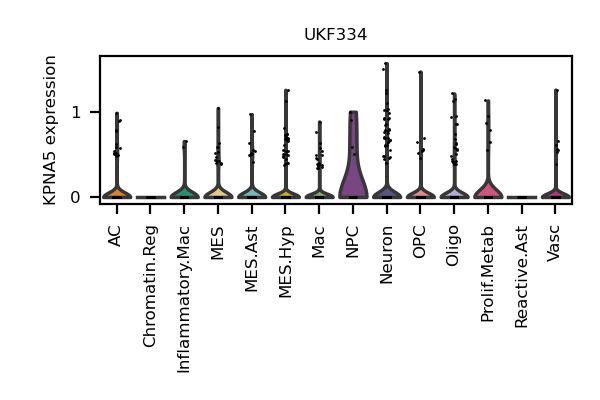 UKF334
KPNA5 expression
1
0
AC
Chromatin.Reg
Inflammatory.Mac
MES
MES.Ast
MES.Hyp
Mac
NPC
Neuron
OPC
Oligo
Prolif.Metab
Reactive.Ast
Vasc